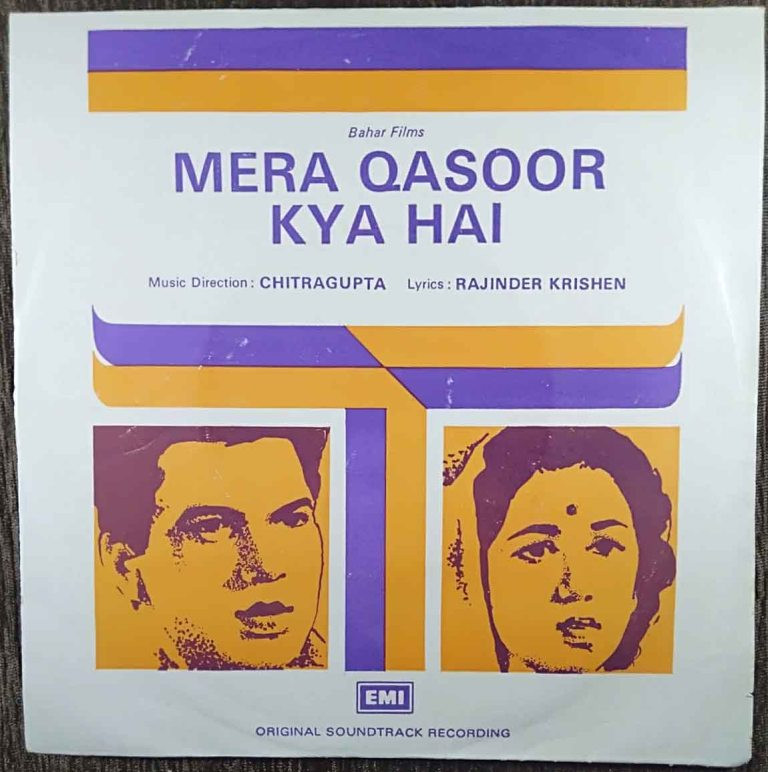 Bahar Films
MERA QASOOR
KYA HAI
Music Direction : CHITRAGUPTA Lyrics : RAJINDER KRISHEN
EMI
ORIGINAL SOUNDTRACK RECORDING